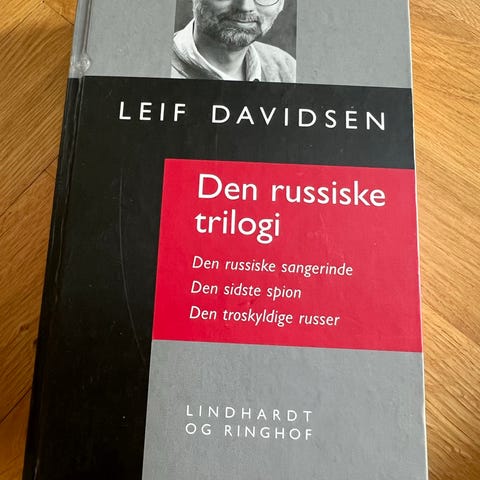 LEIF DAVIDSEN
Den russiske
trilogi
Den russiske sangerinde
Den sidste spion
Den troskyldige russer
LINDHARDT
OG RINGHOF